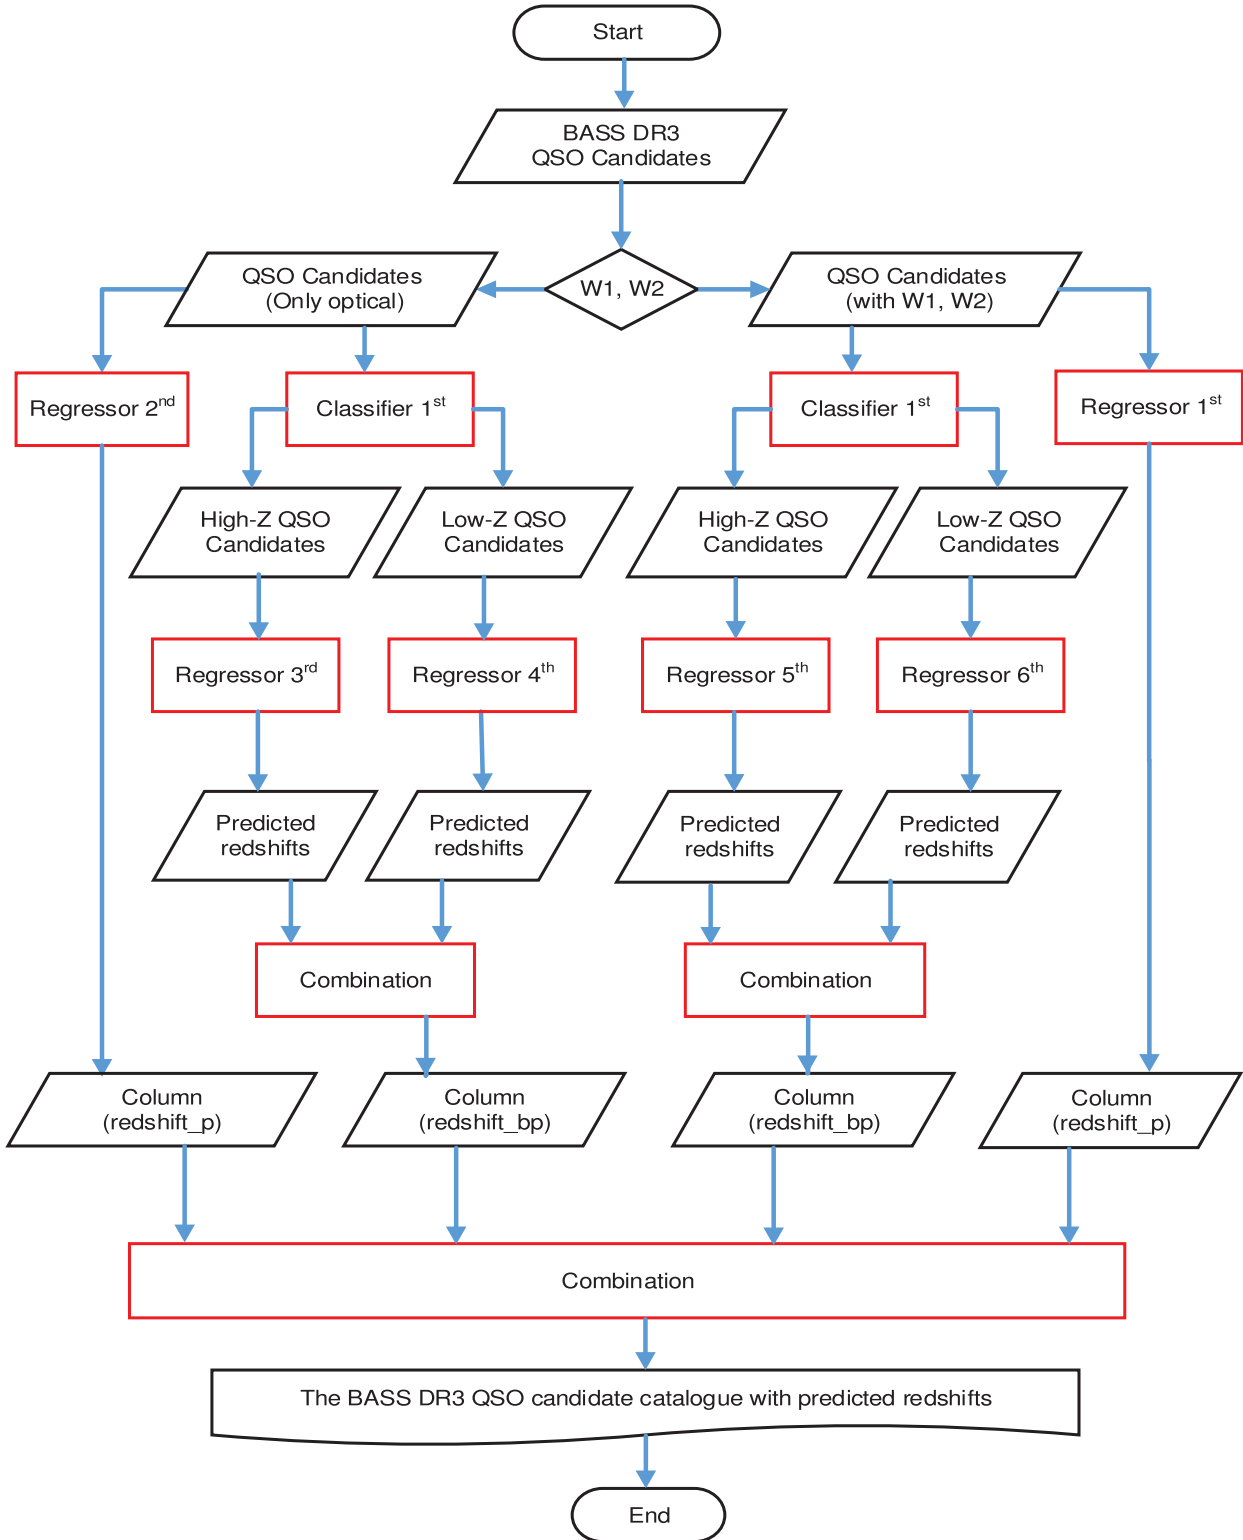 Start
BASS DR3
QSO Candidates
QSO Candidates
(Only optical)
W1, W2
QSO Candidates
(with W1, W2)
Regressor 2nd
Classifier 1st
Classifier 1st
Regressor 1st
High-Z QSO
Candidates
Low-Z QSO
Candidates
High-Z QSO
Candidates
Low-Z QSO
Candidates
Regressor 3rd
Regressor 4th
Regressor 5th
Regressor 6th
Predicted
redshifts
Predicted
redshifts
Predicted
redshifts
Predicted
redshifts
Combination
Combination
Column
(redshift_p)
Column
(redshift_bp)
Column
(redshift_bp)
Column
(redshift_p)
Combination
The BASS DR3 QSO candidate catalogue with predicted redshifts
End